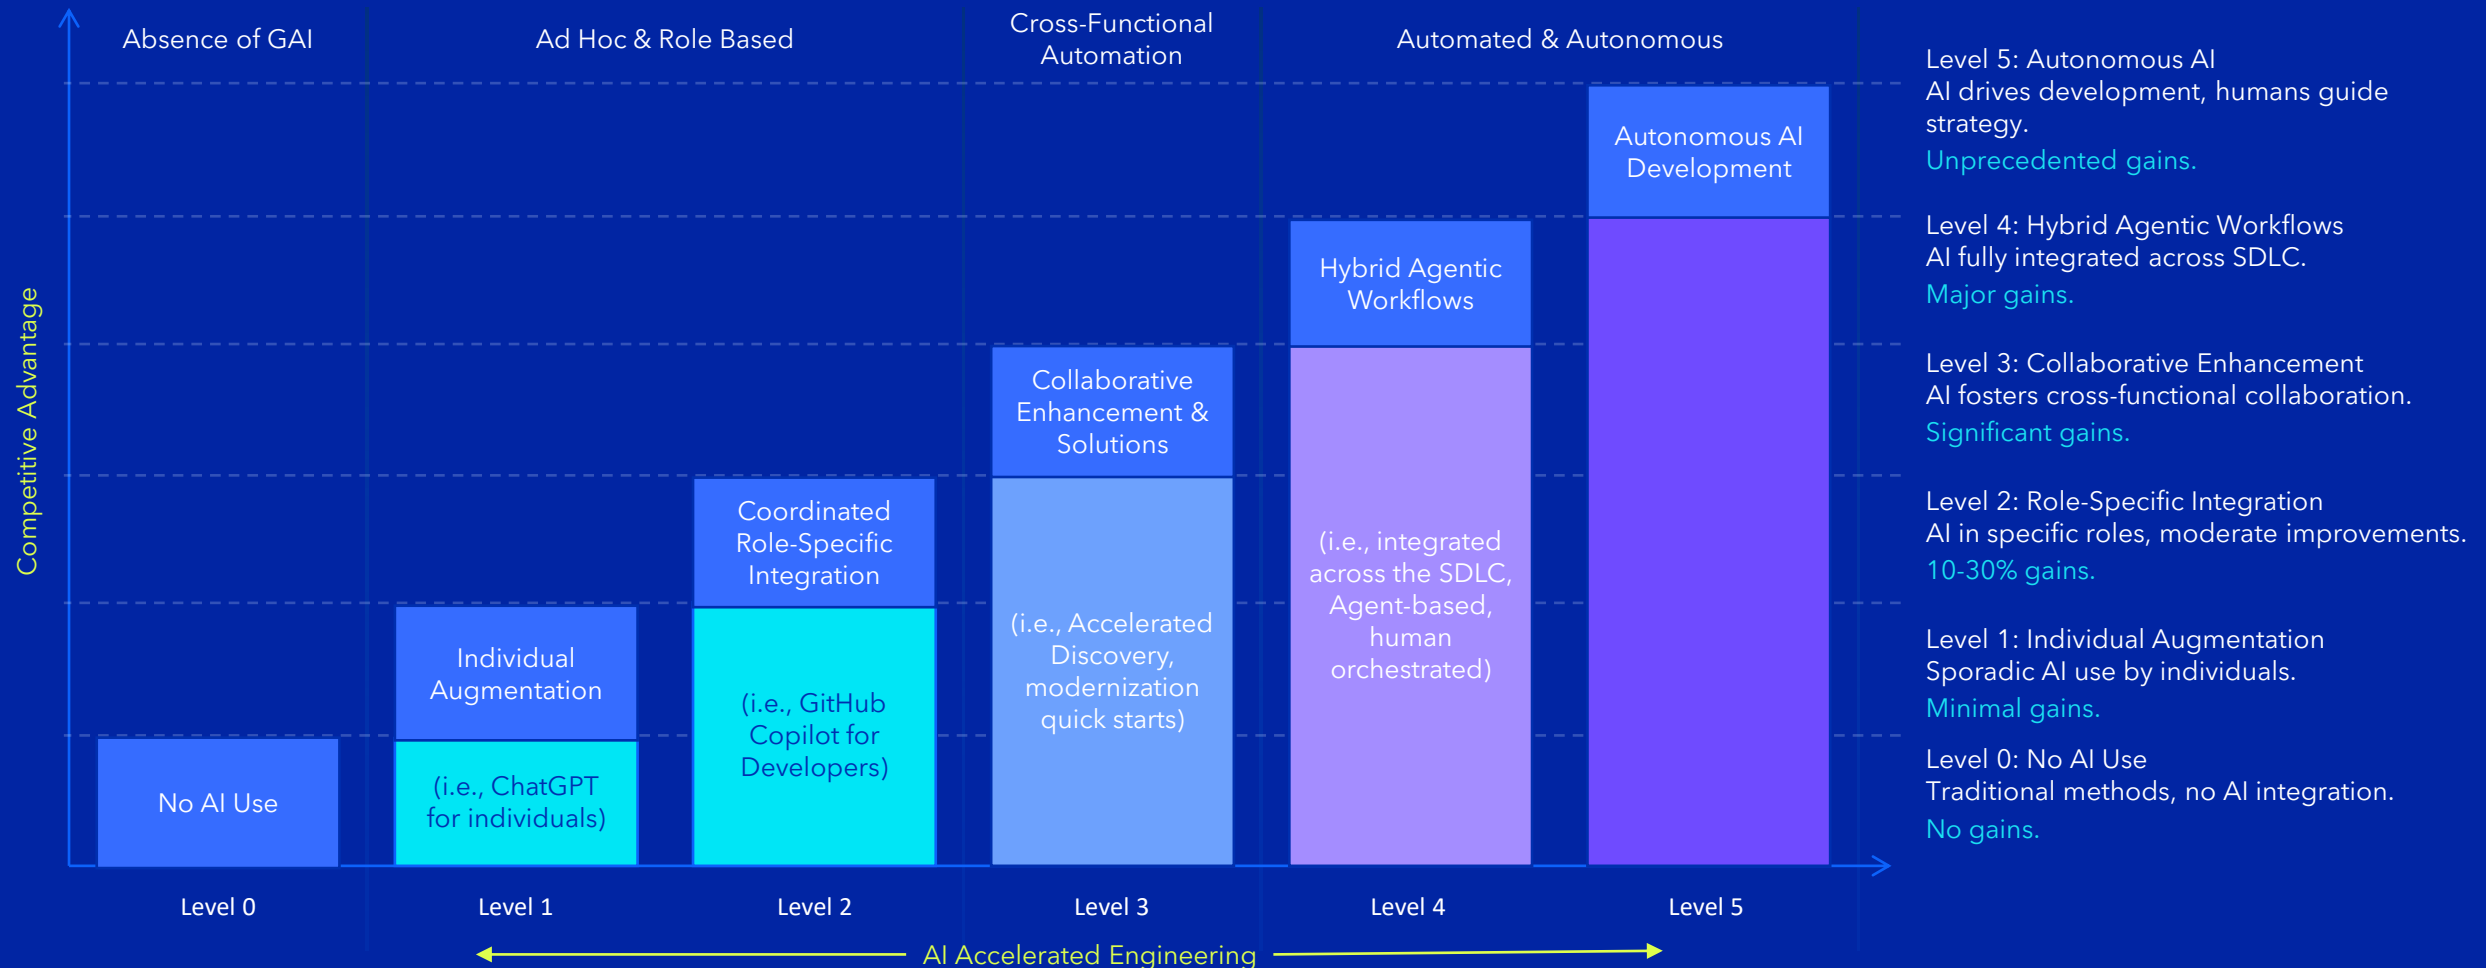 Absence of GAI
Ad Hoc & Role Based
Cross-Functional
Automation
Automated & Autonomous
Competitive Advantage
No AI Use
Individual
Augmentation
(i.e., ChatGPT
for individuals)
Coordinated
Role-Specific
Integration
(i.e., GitHub
Copilot for
Developers)
Collaborative
Enhancement &
Solutions
(i.e., Accelerated
Discovery,
modernization
quick starts)
Hybrid Agentic
Workflows
(i.e., integrated
across the SDLC,
Agent-based,
human
orchestrated)
Autonomous AI
Development
Level 0
Level 1
Level 2
Level 3
Level 4
Level 5
AI Accelerated Engineering
Level 5: Autonomous AI
AI drives development, humans guide
strategy.
Unprecedented gains.
Level 4: Hybrid Agentic Workflows
AI fully integrated across SDLC.
Major gains.
Level 3: Collaborative Enhancement
AI fosters cross-functional collaboration.
Significant gains.
Level 2: Role-Specific Integration
AI in specific roles, moderate improvements.
10-30% gains.
Level 1: Individual Augmentation
Sporadic AI use by individuals.
Minimal gains.
Level 0: No AI Use
Traditional methods, no AI integration.
No gains.